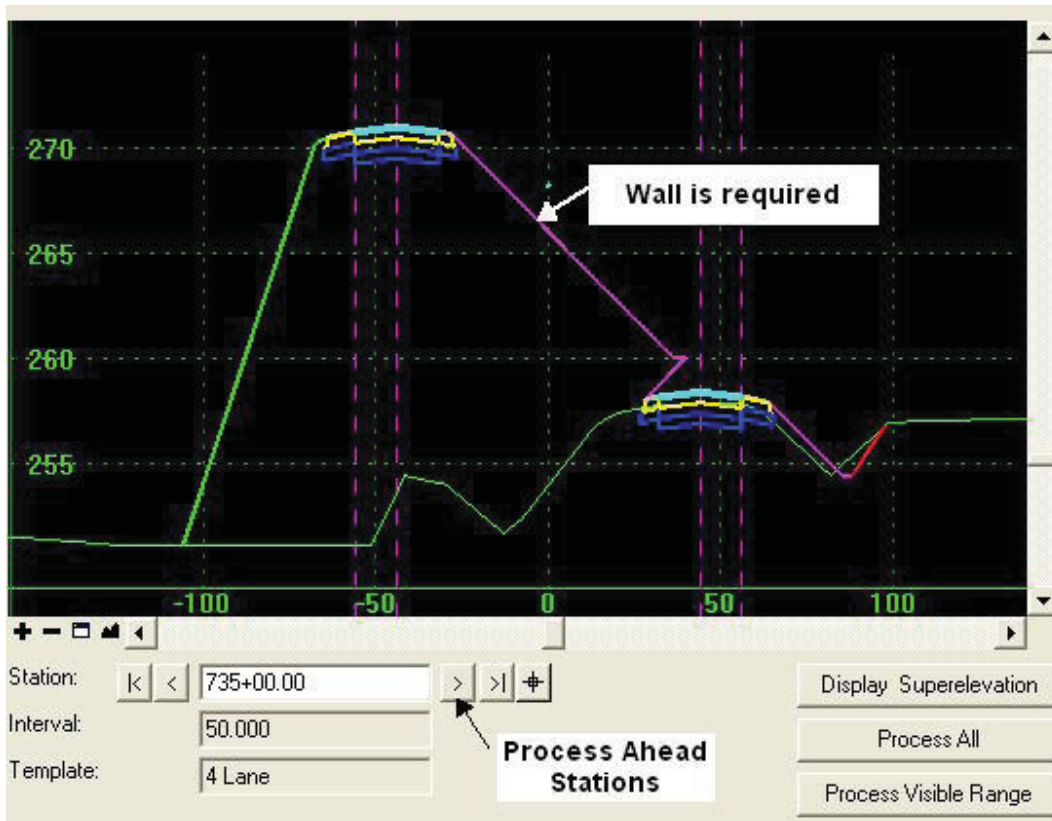 270
Wall is required
265
260
255
-100 -50 0 50 100
Station: |< < 735+00.00 > >|
Interval: 50.000
Template: 4 Lane
Process Ahead
Stations
Display Superelevation
Process All
Process Visible Range